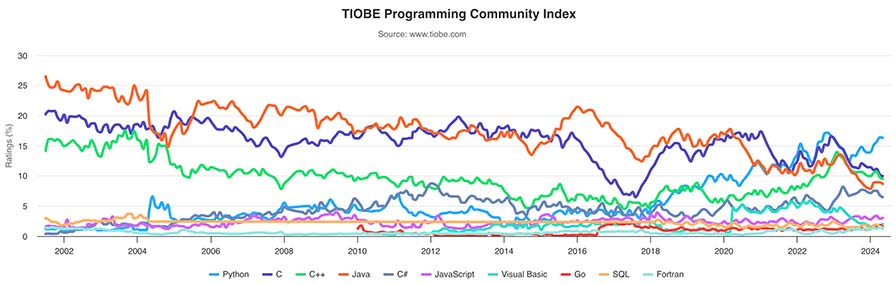 TIOBE Programming Community Index
Source: www.tiobe.com
30
25
20
15
10
5
0
Ratings (%)
2002 2004 2006 2008 2010 2012 2014 2016 2018 2020 2022 2024
Python C C++ Java C# JavaScript Visual Basic Go SQL Fortran